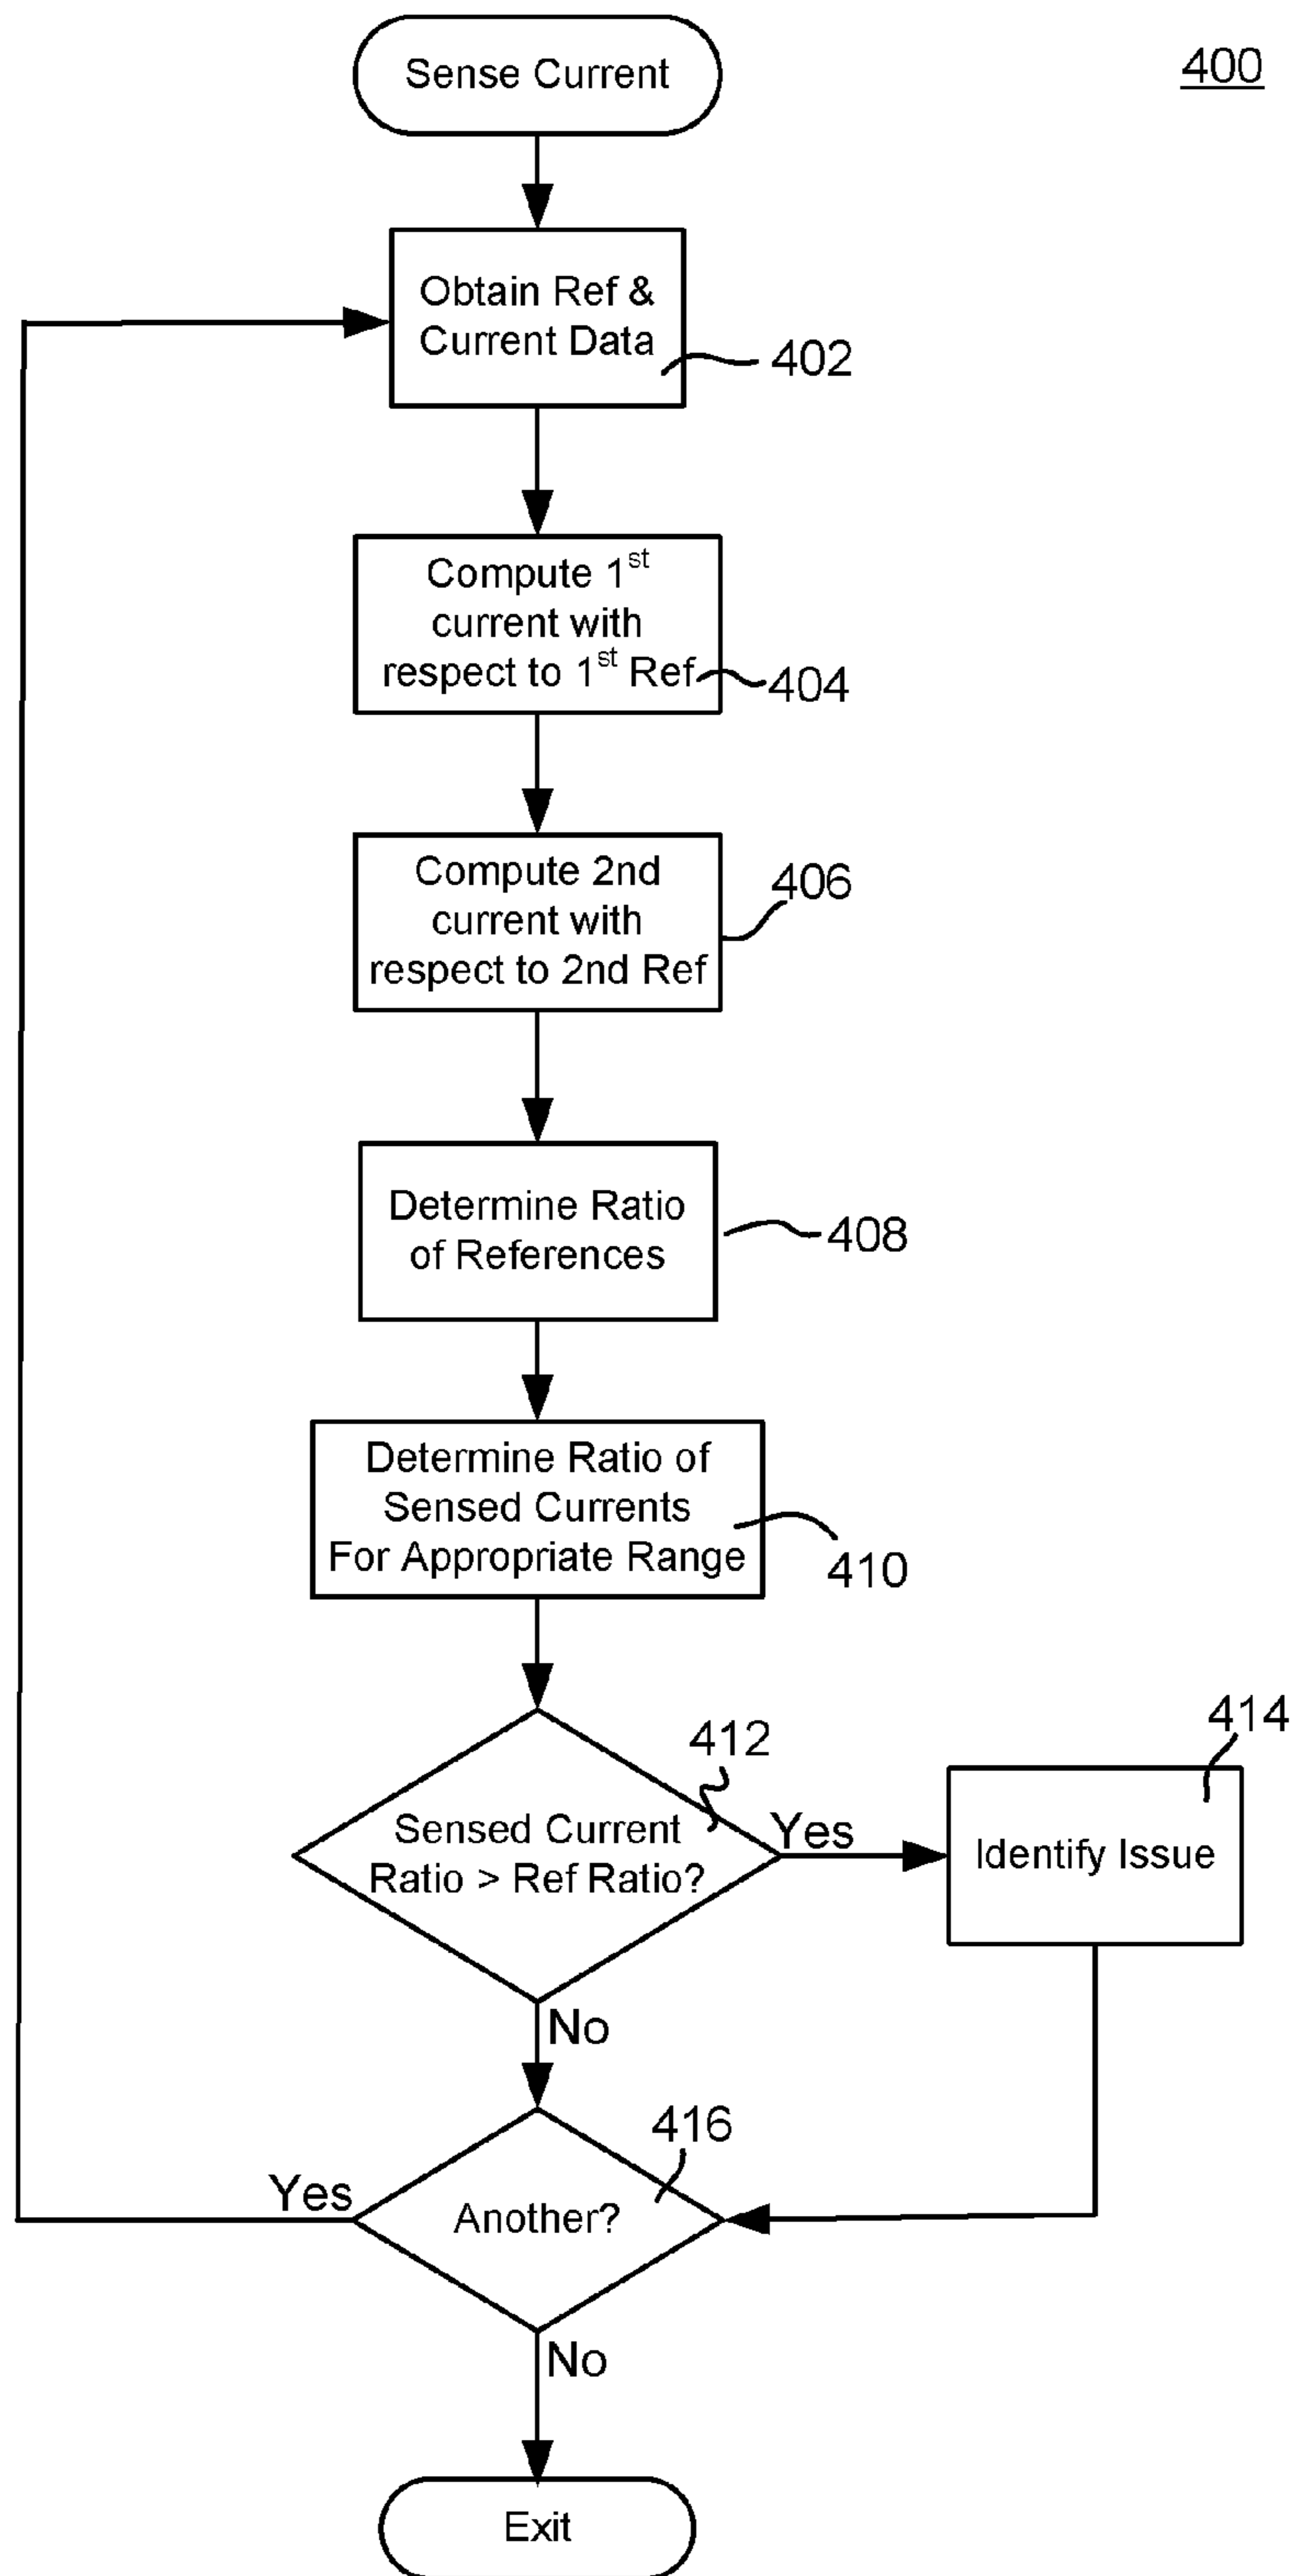 Sense Current
400
Obtain Ref &
Current Data
402
Compute 1st
current with
respect to 1st Ref
404
Compute 2nd
current with
respect to 2nd Ref
406
Determine Ratio
of References
408
Determine Ratio of
Sensed Currents
For Appropriate Range
410
412
Sensed Current
Ratio > Ref Ratio?
Yes
414
Identify Issue
No
416
Another?
Yes
No
Exit